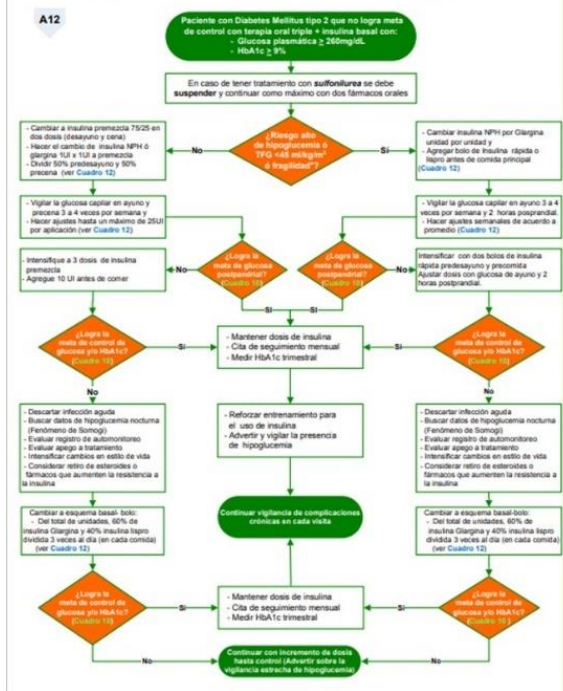 A12
Paciente con Diabetes Mellitus tipo 2 que no logra meta
de control con terapia oral triple + insulina basal con:
- Glucosa plasmática ≥ 260mg/dL
- HbA1c ≥ 9%
En caso de tener tratamiento con sulfonilurea se debe
suspender y continuar como máximo con dos fármacos orales
- Cambiar a insulina premezcla 75/25 en
dos dosis (desayuno y cena)
- Hacer el cambio de insulina NPH ó
glargina 1UI x 1UI a premezcla
- Dividir 50% predesayuno y 50%
precena (ver Cuadro 12)
No
¿Riesgo alto
de hipoglucemia ó
TFG <45 ml/kg/m²
ó fragilidad*?
Sí
- Cambiar insulina NPH por Glargina
unidad por unidad y
- Agregar bolo de Insulina rápida o
lispro antes de comida principal
(Cuadro 12)
- Vigilar la glucosa capilar en ayuno y
precena 3 a 4 veces por semana y
- Hacer ajustes hasta un máximo de 25UI
por aplicación (ver Cuadro 12)
- Vigilar la glucosa capilar en ayuno 3 a 4
veces por semana y 2 horas posprandial.
- Hacer ajustes semanales de acuerdo a
promedio (Cuadro 12)
- Intensifique a 3 dosis de insulina
premezcla
- Agregue 10 UI antes de comer
No
¿Logra la
meta de glucosa
postpandrial?
(Cuadro 10)
¿Logra la
meta de glucosa
postpandrial?
(Cuadro 10)
No
Intensificar con dos bolos de insulina
rápida predesayuno y precomida
Ajustar dosis con glucosa de ayuno y 2
horas postprandial.
Sí
Sí
¿Logra la
meta de control de
glucosa y/o HbA1c?
(Cuadro 10)
Sí
- Mantener dosis de insulina
- Cita de seguimiento mensual
- Medir HbA1c trimestral
Sí
¿Logra la
meta de control de
glucosa y/o HbA1c?
(Cuadro 10)
No
No
- Descartar infección aguda
- Buscar datos de hipoglucemia nocturna
(Fenómeno de Somogi)
- Evaluar registro de automonitoreo
- Evaluar apego a tratamiento
- Intensificar cambios en estilo de vida
- Considerar retiro de esteroides o
fármacos que aumenten la resistencia a
la insulina
- Reforzar entrenamiento para
el uso de insulina
- Advertir y vigilar la presencia
de hipoglucemia
- Descartar infección aguda
- Buscar datos de hipoglucemia nocturna
(Fenómeno de Somogi)
- Evaluar registro de automonitoreo
- Evaluar apego a tratamiento
- Intensificar cambios en estilo de vida
- Considerar retiro de esteroides o
fármacos que aumenten la resistencia a
la insulina
Continuar vigilancia de complicaciones
crónicas en cada visita
Cambiar a esquema basal- bolo:
- Del total de unidades, 60% de
insulina Glargina y 40% insulina lispro
dividida 3 veces al día (en cada comida)
(ver Cuadro 12)
Cambiar a esquema basal-bolo:
- Del total de unidades, 60% de
insulina Glargina y 40% insulina lispro
dividida 3 veces al día (en cada comida)
(ver Cuadro 12)
¿Logra la
meta de control de
glucosa y/o HbA1c?
(Cuadro 10)
Sí
- Mantener dosis de insulina
- Cita de seguimiento mensual
- Medir HbA1c trimestral
Sí
¿Logra la
meta de control de
glucosa y/o HbA1c?
(Cuadro 10 )
No
Continuar con incremento de dosis
hasta control (Advertir sobre la
vigilancia estrecha de hipoglucemia)
No